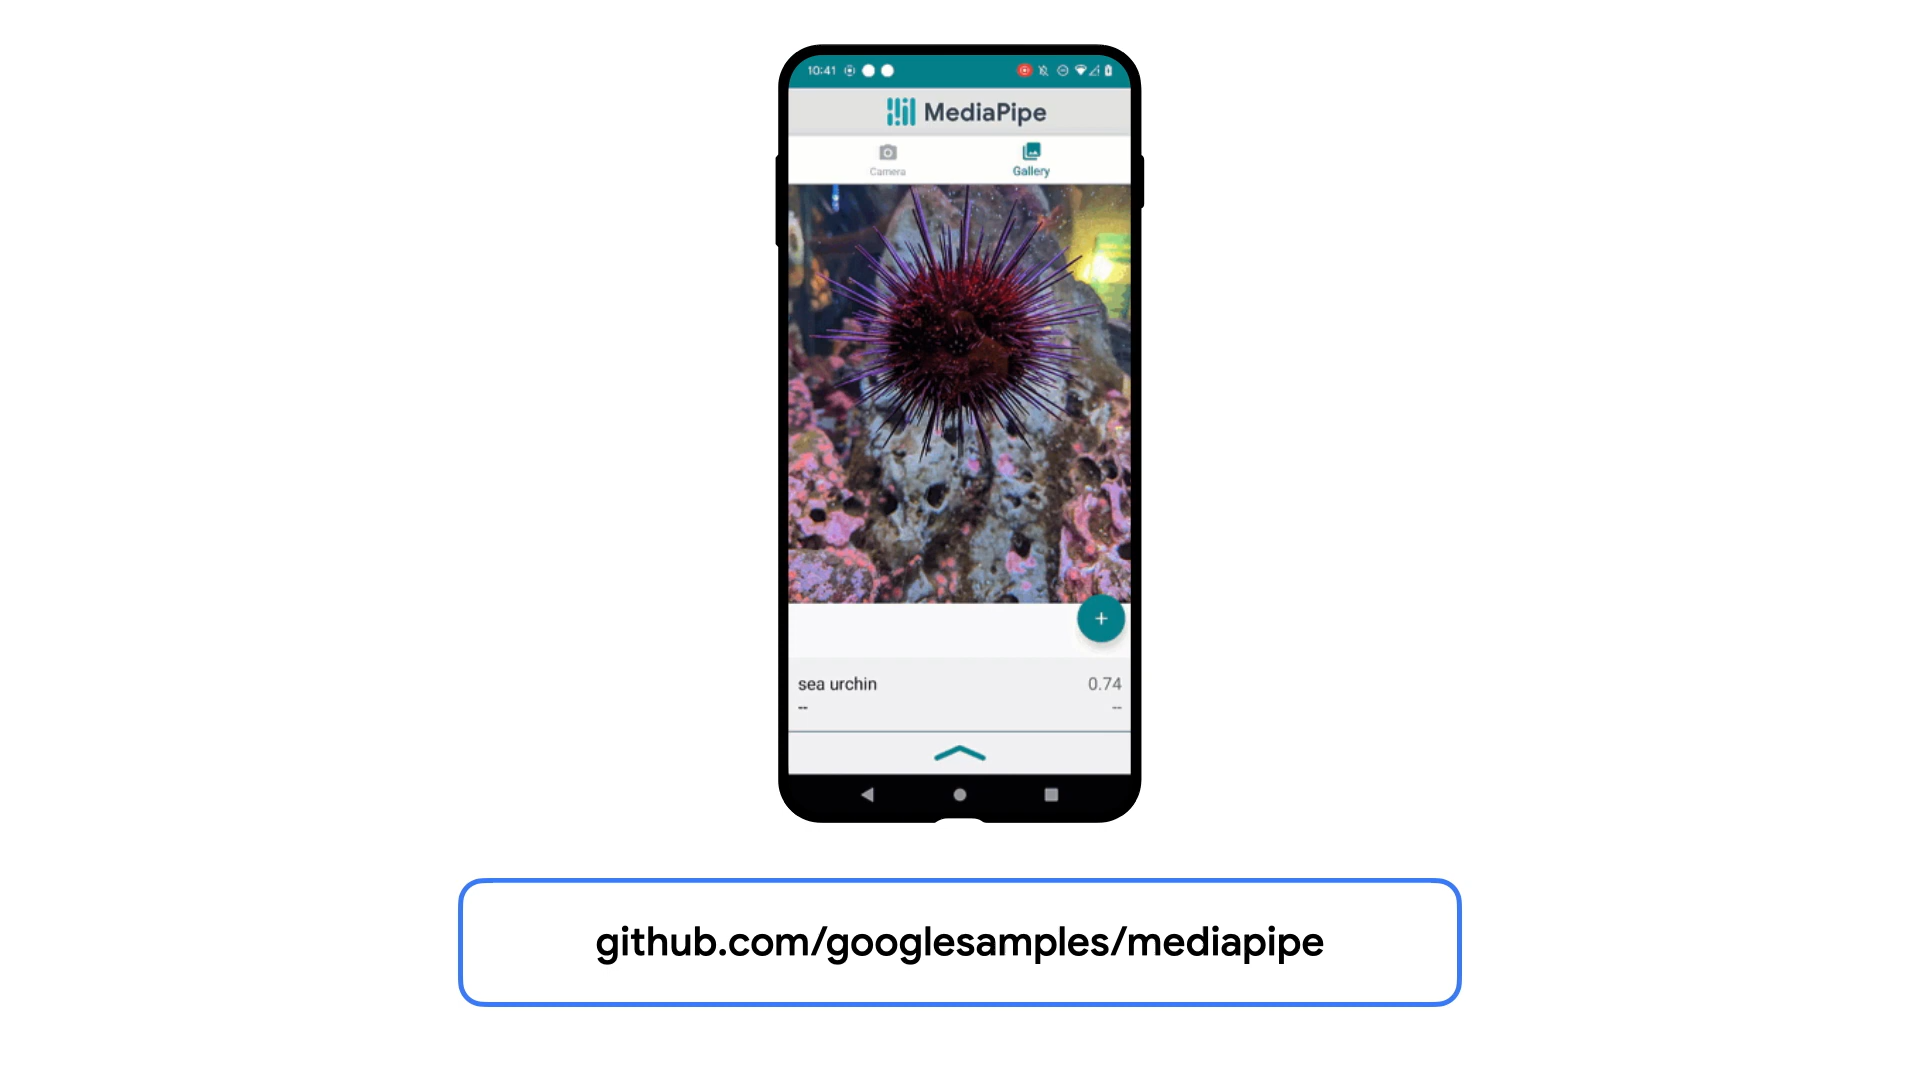 10:41
MediaPipe
Camera Gallery
+
sea urchin 0.74
-- --
github.com/googlesamples/mediapipe